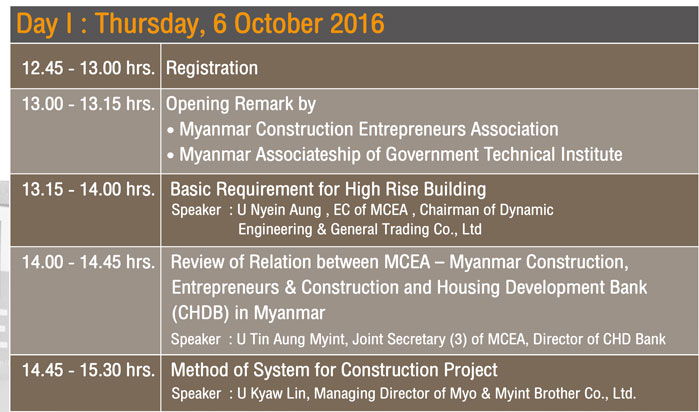 Day I : Thursday, 6 October 2016
12.45 - 13.00 hrs. Registration
13.00 - 13.15 hrs. Opening Remark by
• Myanmar Construction Entrepreneurs Association
• Myanmar Associateship of Government Technical Institute
13.15 - 14.00 hrs. Basic Requirement for High Rise Building
Speaker : U Nyein Aung , EC of MCEA , Chairman of Dynamic
Engineering & General Trading Co., Ltd
14.00 - 14.45 hrs. Review of Relation between MCEA – Myanmar Construction,
Entrepreneurs & Construction and Housing Development Bank
(CHDB) in Myanmar
Speaker : U Tin Aung Myint, Joint Secretary (3) of MCEA, Director of CHD Bank
14.45 - 15.30 hrs. Method of System for Construction Project
Speaker : U Kyaw Lin, Managing Director of Myo & Myint Brother Co., Ltd.